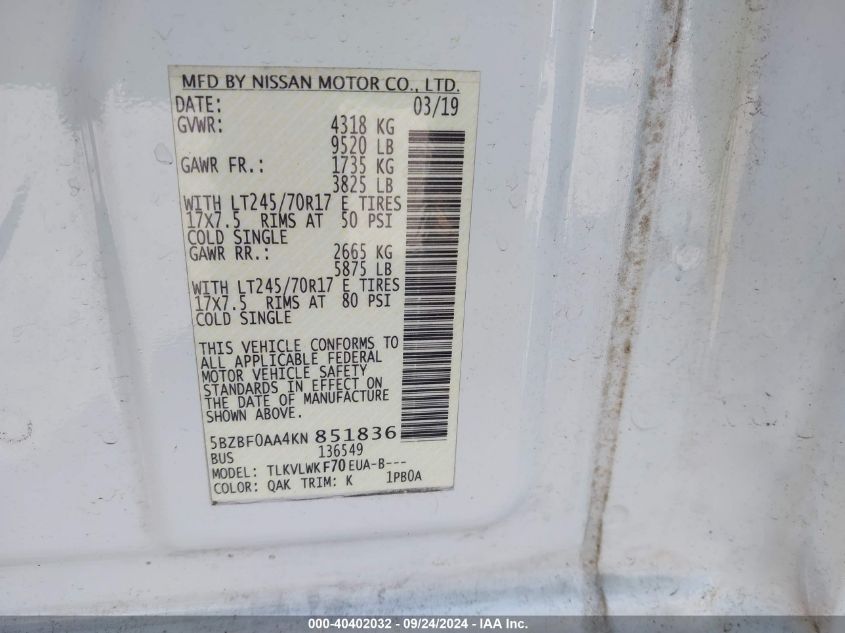 MFD BY NISSAN MOTOR CO., LTD.
DATE: 03/19
GVWR: 4318 KG
9520 LB
GAWR FR.: 1735 KG
3825 LB
WITH LT245/70R17 E TIRES
17X7.5 RIMS AT 50 PSI
COLD SINGLE
GAWR RR.: 2665 KG
5875 LB
WITH LT245/70R17 E TIRES
17X7.5 RIMS AT 80 PSI
COLD SINGLE
THIS VEHICLE CONFORMS TO
ALL APPLICABLE FEDERAL
MOTOR VEHICLE SAFETY
STANDARDS IN EFFECT ON
THE DATE OF MANUFACTURE
SHOWN ABOVE.
5BZBF0AA4KN851836
BUS 136549
MODEL: TLKVLWKF70EUA-B---
COLOR: QAK TRIM: K 1PB0A
000-40402032 - 09/24/2024 - IAA Inc.